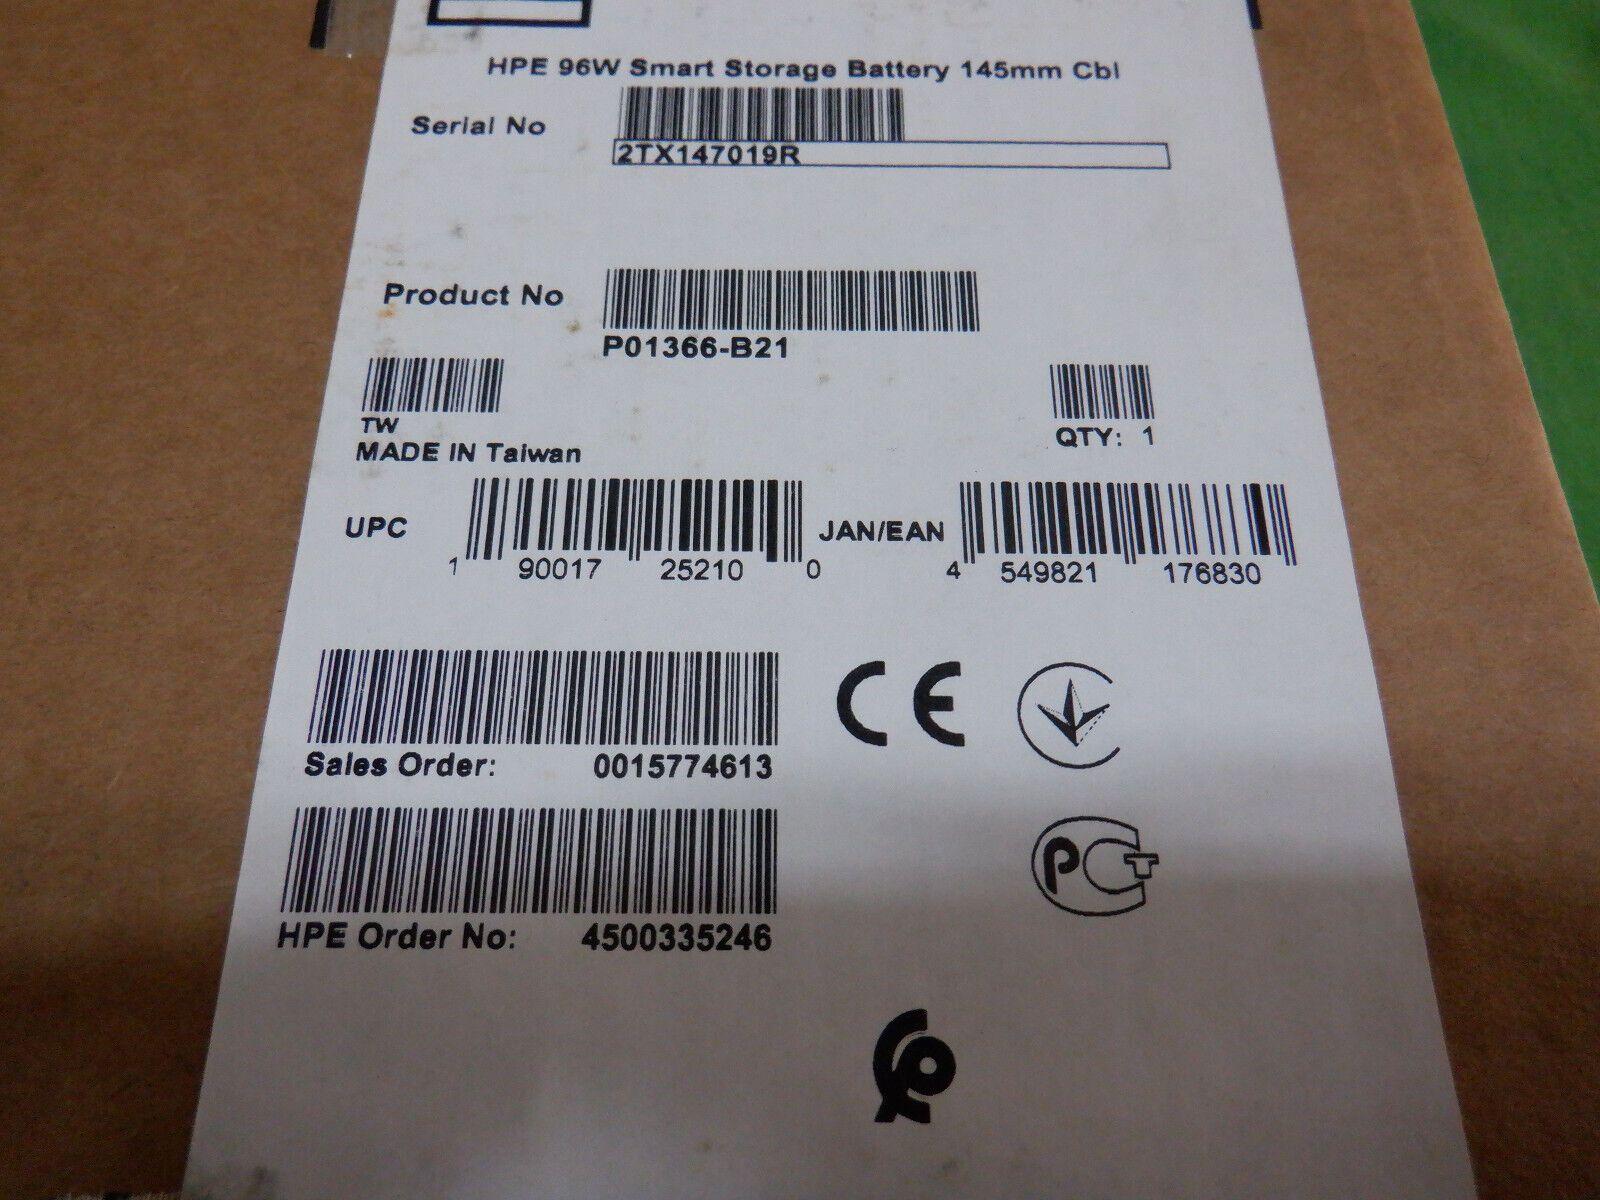 HPE 96W Smart Storage Battery 145mm Cbl
Serial No
2TX147019R
Product No
P01366-B21
TW
MADE IN Taiwan
QTY: 1
UPC
1 90017 25210 0
JAN/EAN
4 549821 176830
Sales Order: 0015774613
CE
HPE Order No: 4500335246
PCT